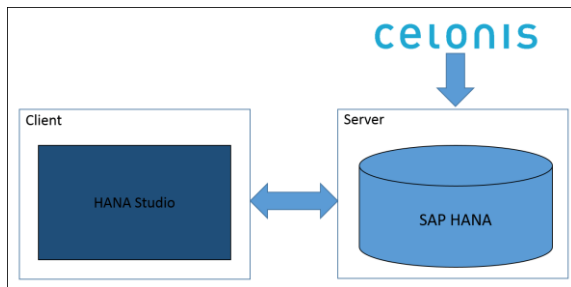 celonis
Client
Server
HANA Studio
SAP HANA